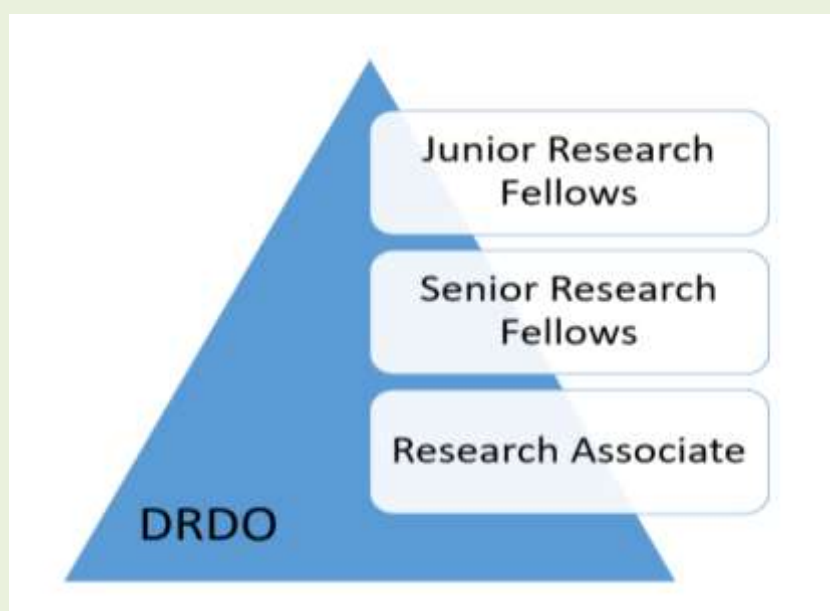 Junior Research
Fellows
Senior Research
Fellows
Research Associate
DRDO